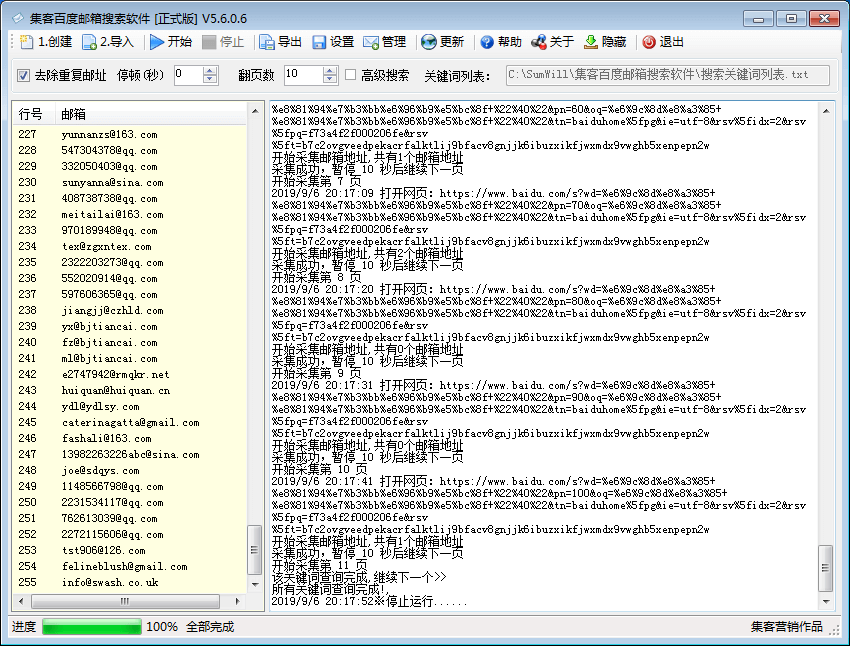 集客百度邮箱搜索软件 [正式版] V5.6.0.6
1.创建 2.导入 开始 停止 导出 设置 管理 更新 帮助 关于 隐藏 退出
去除重复邮址 停顿(秒) 0 翻页数 10 高级搜索 关键词列表: C:\SumWill\集客百度邮箱搜索软件\搜索关键词列表.txt
行号 邮箱
227 yunnanzs@163.com
228 547304378@qq.com
229 332050403@qq.com
230 sunyanna@sina.com
231 408738738@qq.com
232 meitailai@163.com
233 970189948@qq.com
234 tex@zgxntex.com
235 2322203273@qq.com
236 552020914@qq.com
237 597606365@qq.com
238 jiangjj@czhld.com
239 yx@bjtiancai.com
240 fz@bjtiancai.com
241 ml@bjtiancai.com
242 e2747942@rmqkr.net
243 huiquan@huiquan.cn
244 ydl@ydlsy.com
245 caterinagatta@gmail.com
246 fashali@163.com
247 13982263226abc@sina.com
248 joe@sdqys.com
249 1148566798@qq.com
250 2231534117@qq.com
251 762613039@qq.com
252 2272115606@qq.com
253 tst906@126.com
254 felineblush@gmail.com
255 info@swash.co.uk
%e8%81%94%e7%b3%bb%e6%96%b9%e5%bc%8f+%22%40%22&pn=60&oq=%e6%9c%8d%e8%a3%85+
%e8%81%94%e7%b3%bb%e6%96%b9%e5%bc%8f+%22%40%22&tn=baiduhome%5fpg&ie=utf-8&rsv%5fidx=2&rsv
%5fpq=f73a4f2f000206fe&rsv
%5ft=b7c2ovgveedpekacrfalktlij9bfacv8gnjjk6ibuzxikfjwxmdx9vwghb5xenpepn2w
开始采集邮箱地址,共有1个邮箱地址
采集成功，暂停 10 秒后继续下一页
开始采集第 7 页
2019/9/6 20:17:09 打开网页：https://www.baidu.com/s?wd=%e6%9c%8d%e8%a3%85+
%e8%81%94%e7%b3%bb%e6%96%b9%e5%bc%8f+%22%40%22&pn=70&oq=%e6%9c%8d%e8%a3%85+
%e8%81%94%e7%b3%bb%e6%96%b9%e5%bc%8f+%22%40%22&tn=baiduhome%5fpg&ie=utf-8&rsv%5fidx=2&rsv
%5fpq=f73a4f2f000206fe&rsv
%5ft=b7c2ovgveedpekacrfalktlij9bfacv8gnjjk6ibuzxikfjwxmdx9vwghb5xenpepn2w
开始采集邮箱地址,共有2个邮箱地址
采集成功，暂停 10 秒后继续下一页
开始采集第 8 页
2019/9/6 20:17:20 打开网页：https://www.baidu.com/s?wd=%e6%9c%8d%e8%a3%85+
%e8%81%94%e7%b3%bb%e6%96%b9%e5%bc%8f+%22%40%22&pn=80&oq=%e6%9c%8d%e8%a3%85+
%e8%81%94%e7%b3%bb%e6%96%b9%e5%bc%8f+%22%40%22&tn=baiduhome%5fpg&ie=utf-8&rsv%5fidx=2&rsv
%5fpq=f73a4f2f000206fe&rsv
%5ft=b7c2ovgveedpekacrfalktlij9bfacv8gnjjk6ibuzxikfjwxmdx9vwghb5xenpepn2w
开始采集邮箱地址,共有0个邮箱地址
采集成功，暂停 10 秒后继续下一页
开始采集第 9 页
2019/9/6 20:17:31 打开网页：https://www.baidu.com/s?wd=%e6%9c%8d%e8%a3%85+
%e8%81%94%e7%b3%bb%e6%96%b9%e5%bc%8f+%22%40%22&pn=90&oq=%e6%9c%8d%e8%a3%85+
%e8%81%94%e7%b3%bb%e6%96%b9%e5%bc%8f+%22%40%22&tn=baiduhome%5fpg&ie=utf-8&rsv%5fidx=2&rsv
%5fpq=f73a4f2f000206fe&rsv
%5ft=b7c2ovgveedpekacrfalktlij9bfacv8gnjjk6ibuzxikfjwxmdx9vwghb5xenpepn2w
开始采集邮箱地址,共有0个邮箱地址
采集成功，暂停 10 秒后继续下一页
开始采集第 10 页
2019/9/6 20:17:41 打开网页：https://www.baidu.com/s?wd=%e6%9c%8d%e8%a3%85+
%e8%81%94%e7%b3%bb%e6%96%b9%e5%bc%8f+%22%40%22&pn=100&oq=%e6%9c%8d%e8%a3%85+
%e8%81%94%e7%b3%bb%e6%96%b9%e5%bc%8f+%22%40%22&tn=baiduhome%5fpg&ie=utf-8&rsv%5fidx=2&rsv
%5fpq=f73a4f2f000206fe&rsv
%5ft=b7c2ovgveedpekacrfalktlij9bfacv8gnjjk6ibuzxikfjwxmdx9vwghb5xenpepn2w
开始采集邮箱地址,共有1个邮箱地址
采集成功，暂停 10 秒后继续下一页
开始采集第 11 页
该关键词查询完成,继续下一个>>
所有关键词查询完成!,
2019/9/6 20:17:52※停止运行......
进度 100% 全部完成 集客营销作品